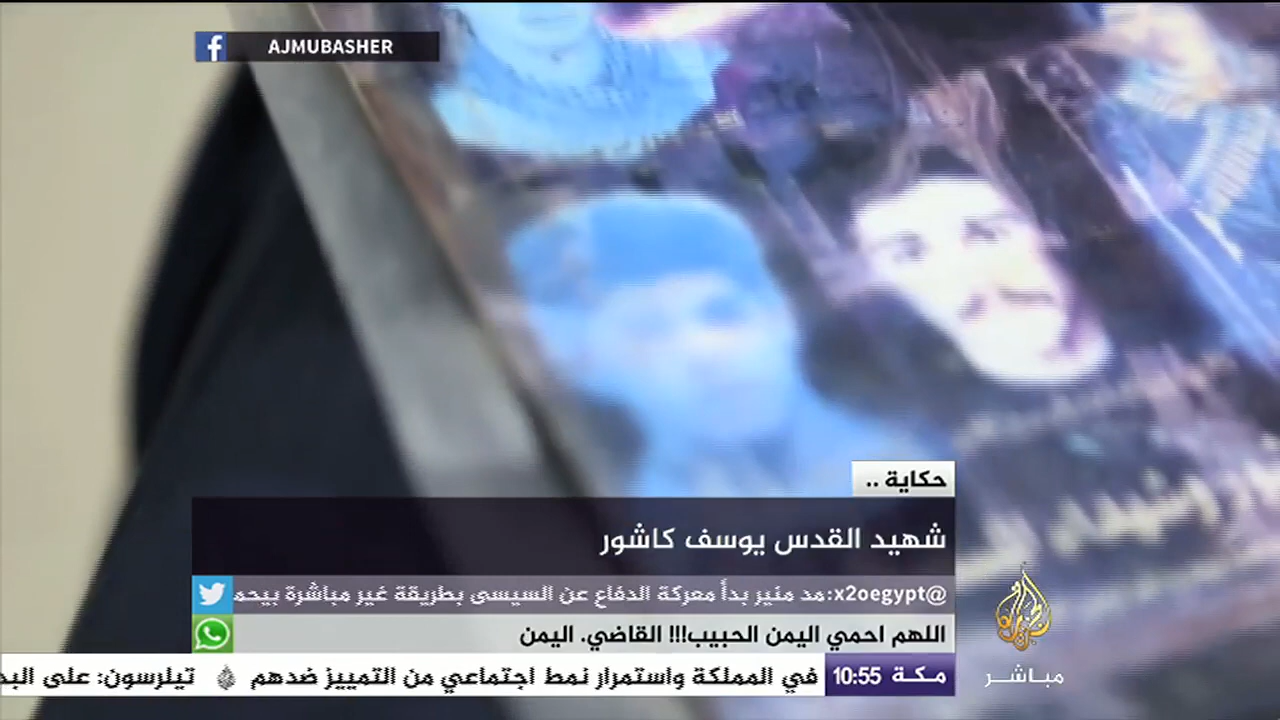 AJMUBASHER
حكاية ..
شهيد القدس يوسف كاشور
@x2oegypt:مد منير بدأ معركة الدفاع عن السيسى بطريقة غير مباشرة بيحم
اللهم احمي اليمن الحبيب!!! القاضي. اليمن
مكة 10:55 في المملكة واستمرار نمط اجتماعي من التمييز ضدهم تيلرسون: على البح
الجزيرة
مباشر